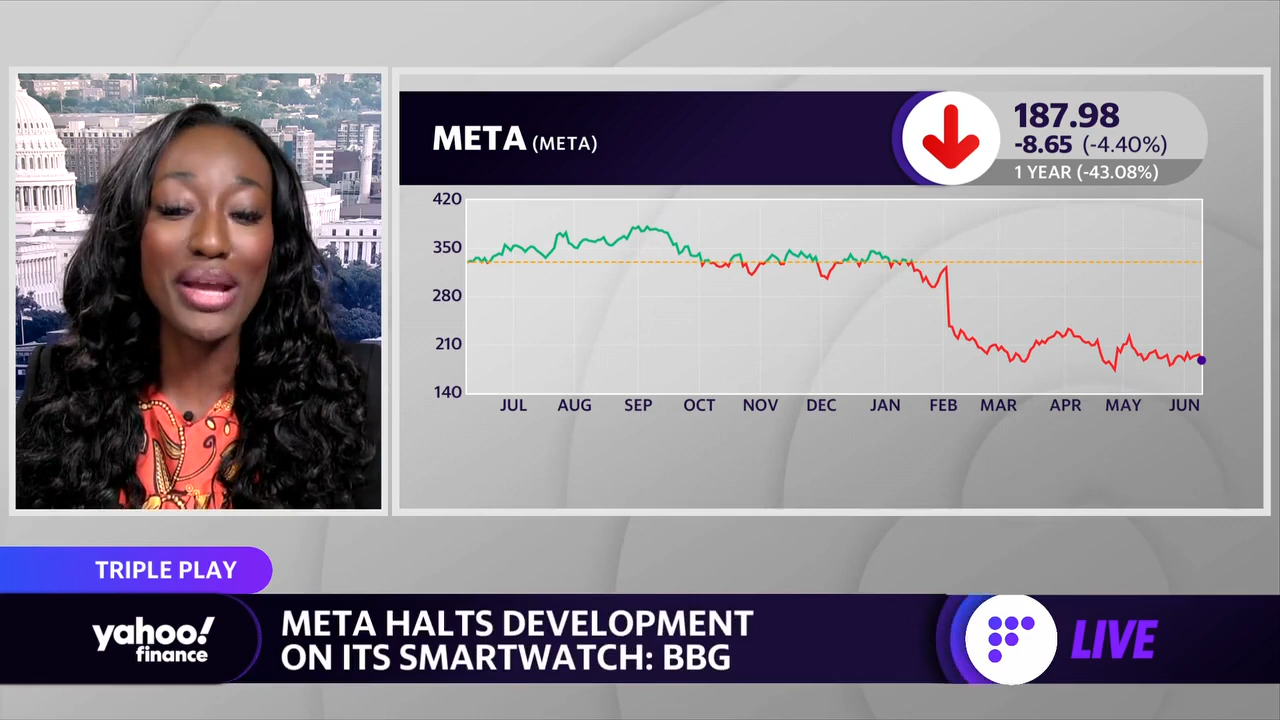 META (META)
187.98
-8.65 (-4.40%)
1 YEAR (-43.08%)
420
350
280
210
140
JUL AUG SEP OCT NOV DEC JAN FEB MAR APR MAY JUN
TRIPLE PLAY
yahoo!
finance
META HALTS DEVELOPMENT
ON ITS SMARTWATCH: BBG
LIVE